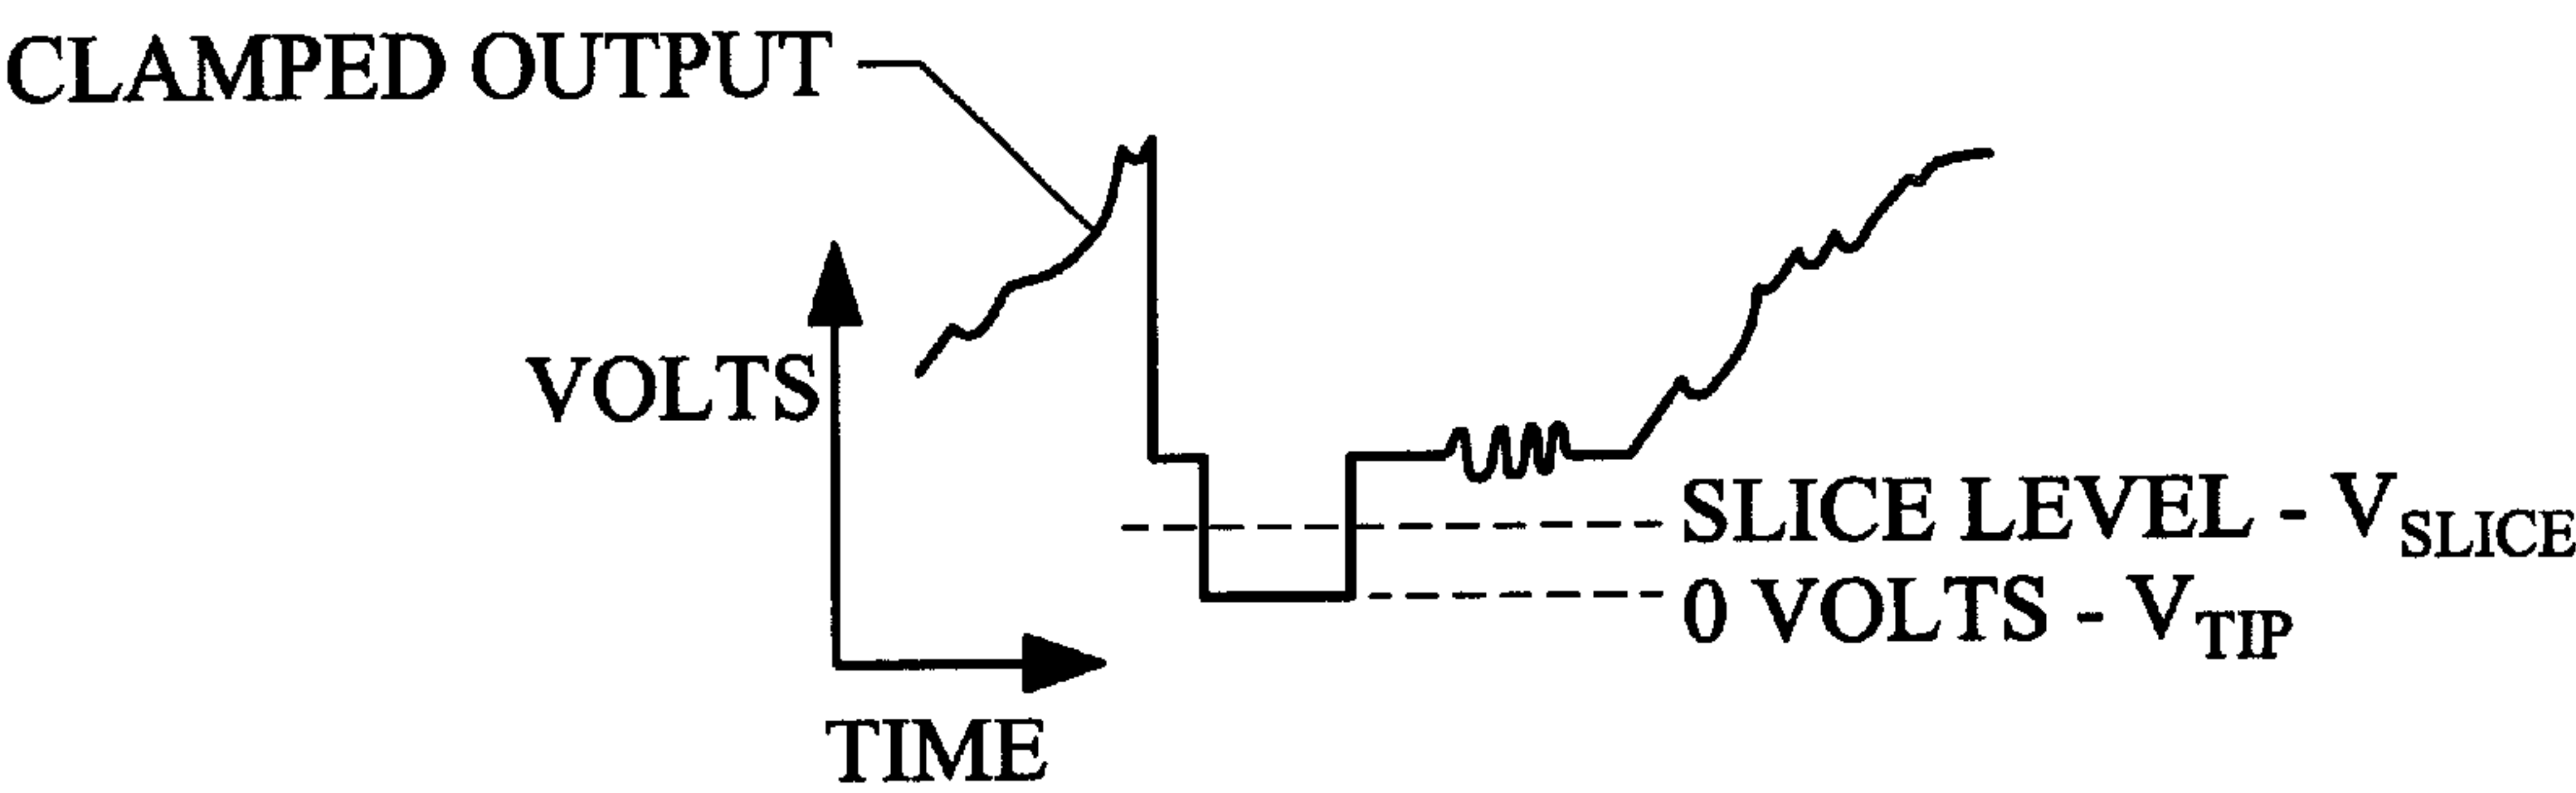 CLAMPED OUTPUT
VOLTS
SLICE LEVEL - VSLICE
0 VOLTS - VTIP
TIME